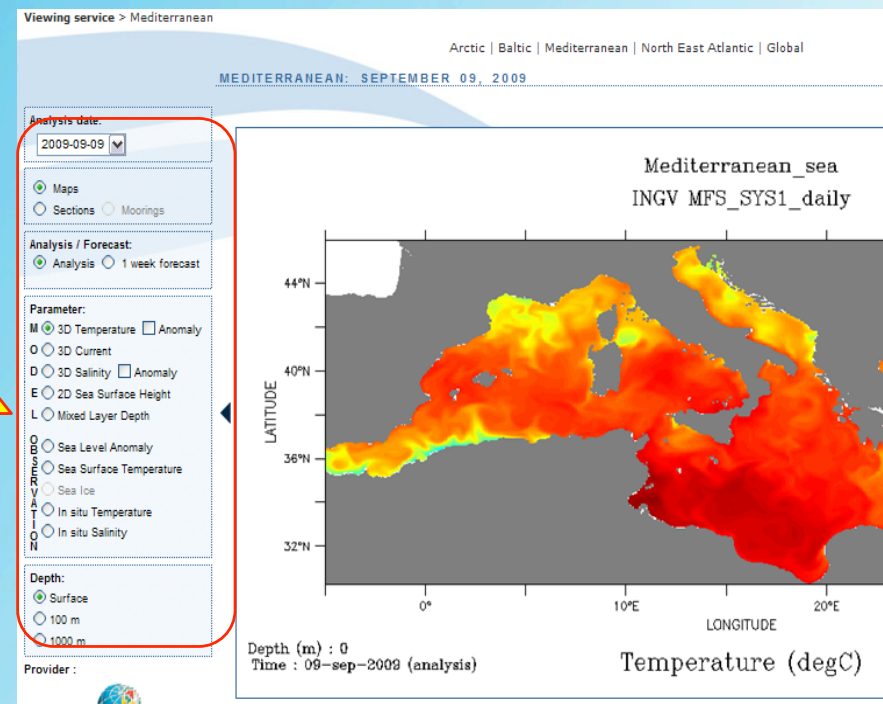 Viewing service > Mediterranean
Arctic | Baltic | Mediterranean | North East Atlantic | Global
MEDITERRANEAN: SEPTEMBER 09, 2009
Analysis date:
2009-09-09
Maps
Sections Moorings
Analysis / Forecast:
Analysis 1 week forecast
Parameter:
MODEL
3D Temperature Anomaly
3D Current
3D Salinity Anomaly
2D Sea Surface Height
Mixed Layer Depth
OBSERVATION
Sea Level Anomaly
Sea Surface Temperature
Sea Ice
In situ Temperature
In situ Salinity
Depth:
Surface
100 m
1000 m
Provider :
Mediterranean_sea
INGV MFS_SYS1_daily
LATITUDE
44°N
40°N
36°N
32°N
0° 10°E 20°E
LONGITUDE
Depth (m) : 0
Time : 09-sep-2009 (analysis)
Temperature (degC)